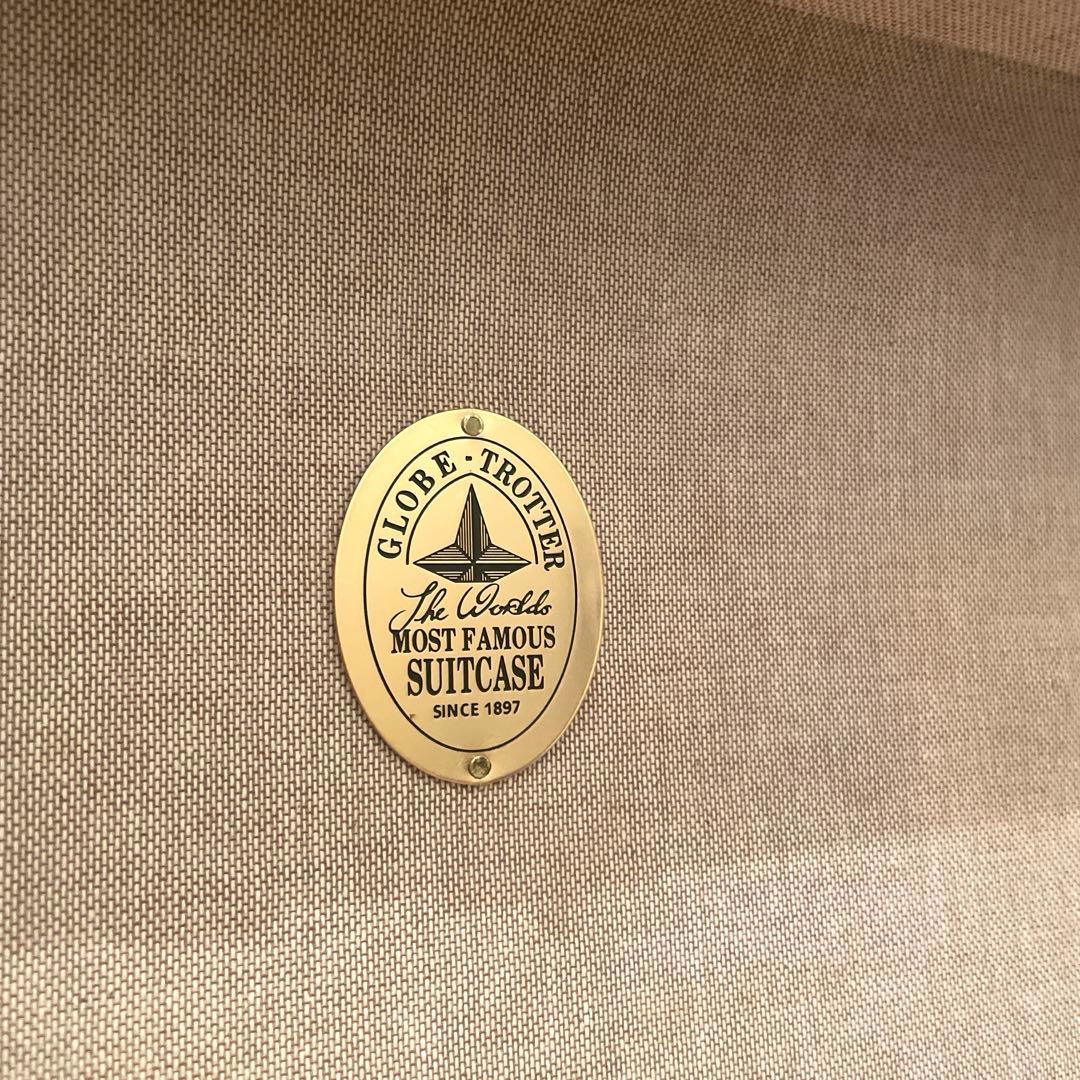 GLOBE-TROTTER
The Worlds
MOST FAMOUS
SUITCASE
SINCE 1897